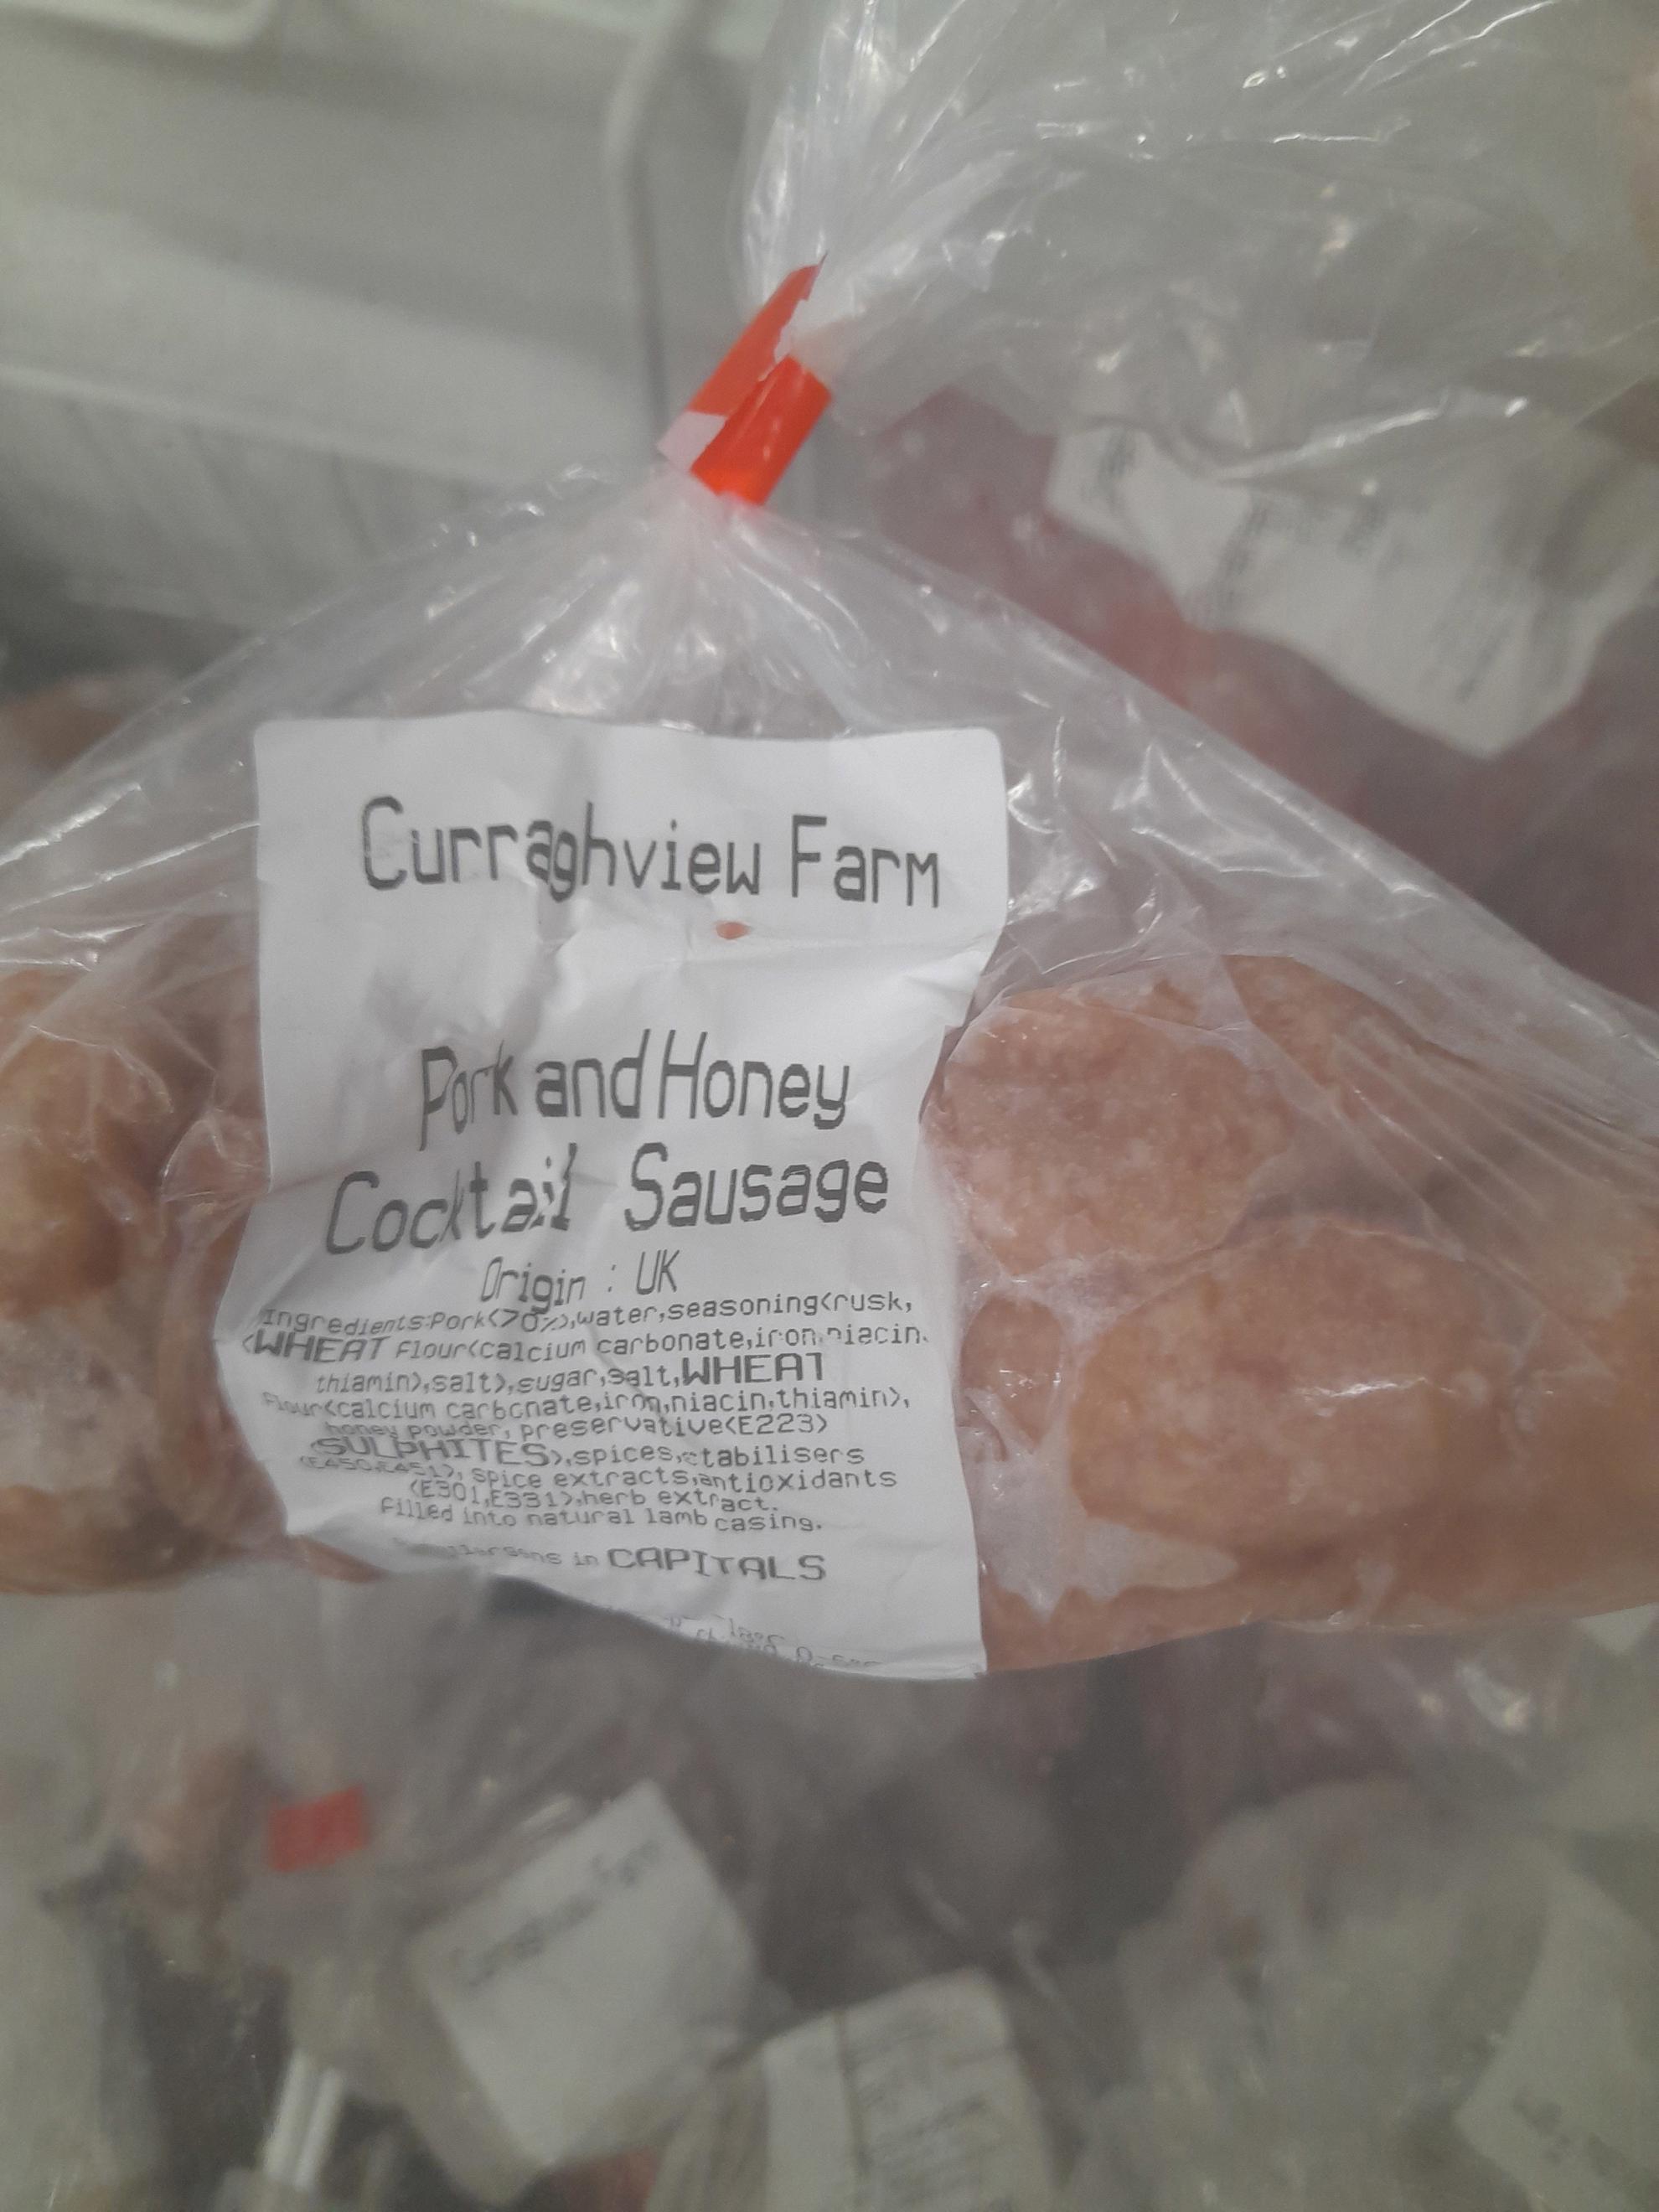 Curraghview Farm
Pork and Honey
Cocktail Sausage
Origin : UK
Ingredients:Pork(70%),water,seasoning(rusk,
(WHEAT flour(calcium carbonate,iron,niacin,
thiamin),salt),sugar,salt,WHEAT
flour(calcium carbonate,iron,niacin,thiamin),
honey powder, preservative(E223)
(SULPHITES),spices,stabilisers
(E450,E451), spice extracts,antioxidants
(E301,E331),herb extract.
filled into natural lamb casing.
in CAPITALS
Curraghview Farm